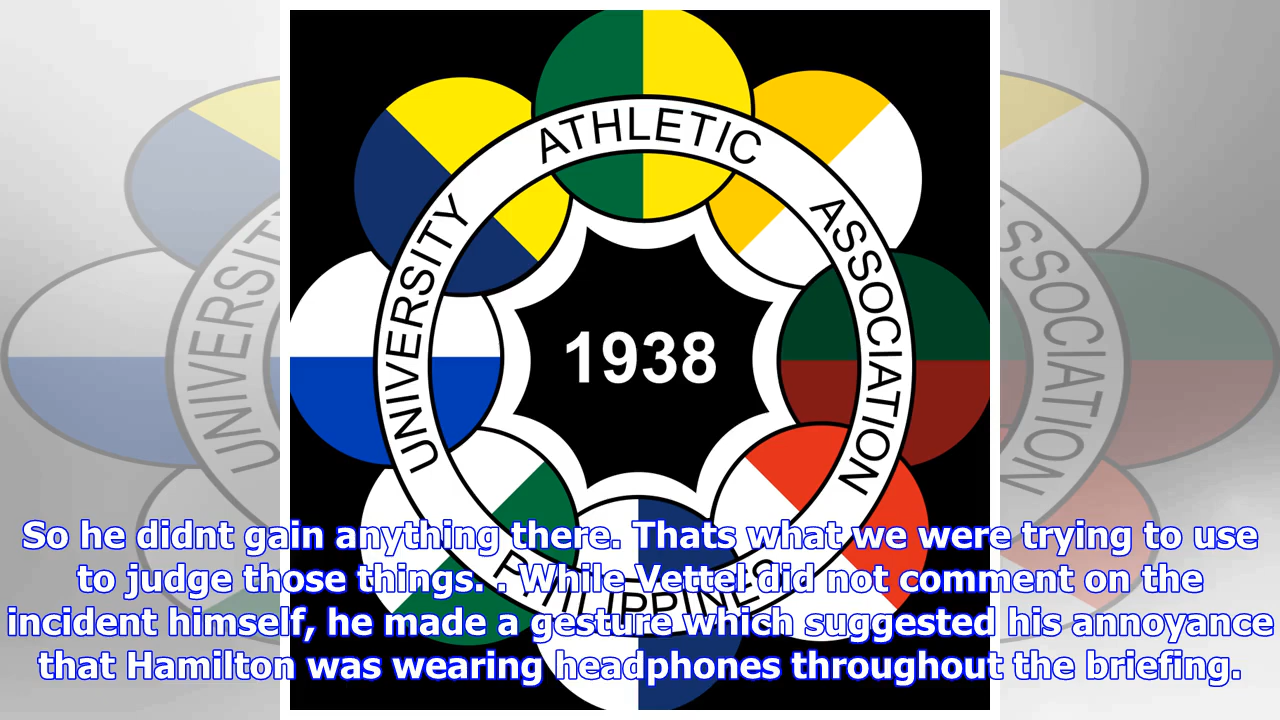 UNIVERSITY ATHLETIC ASSOCIATION
PHILIPPINES
1938
UNIVERSITY
ASSOCIATION
So he didnt gain anything there. Thats what we were trying to use
to judge those things. . While Vettel did not comment on the
incident himself, he made a gesture which suggested his annoyance
that Hamilton was wearing headphones throughout the briefing.